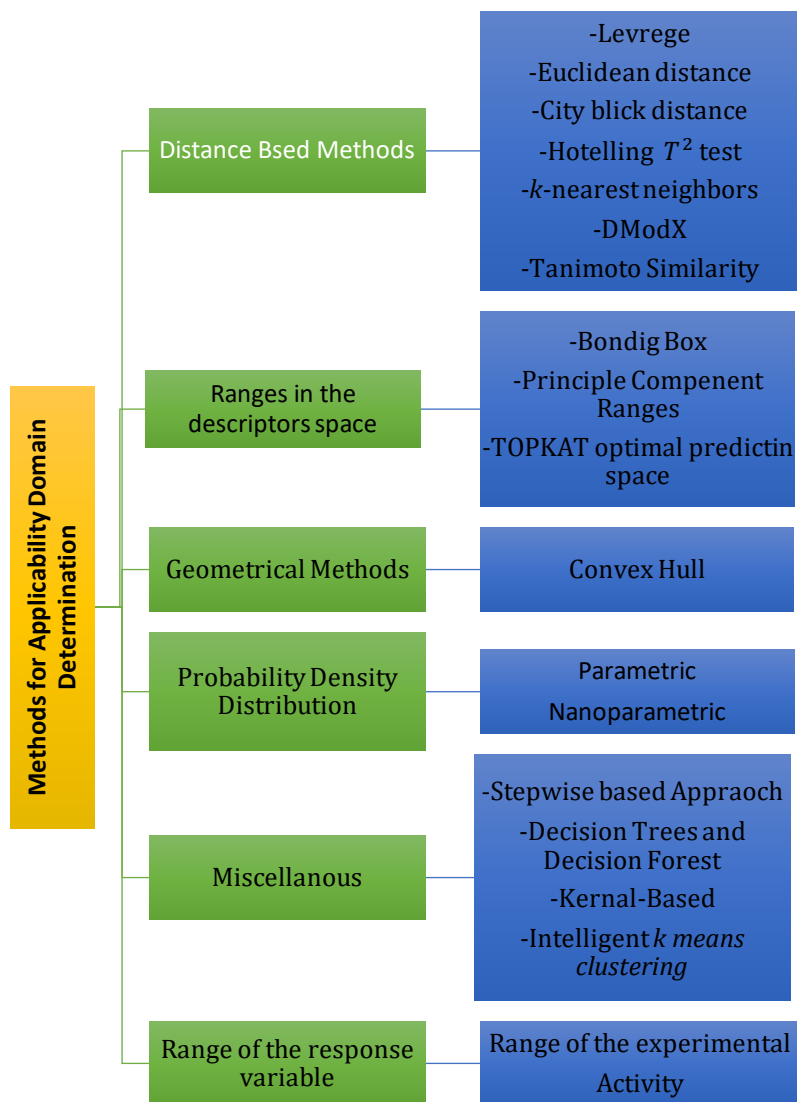 Methods for Applicability Domain
Determination
Distance Bsed Methods
-Levrege
-Euclidean distance
-City blick distance
-Hotelling T² test
-k-nearest neighbors
-DModX
-Tanimoto Similarity
Ranges in the
descriptors space
-Bondig Box
-Principle Compenent
Ranges
-TOPKAT optimal predictin
space
Geometrical Methods
Convex Hull
Probability Density
Distribution
Parametric
Nanoparametric
Miscellanous
-Stepwise based Appraoch
-Decision Trees and
Decision Forest
-Kernal-Based
-Intelligent k means
clustering
Range of the response
variable
Range of the experimental
Activity